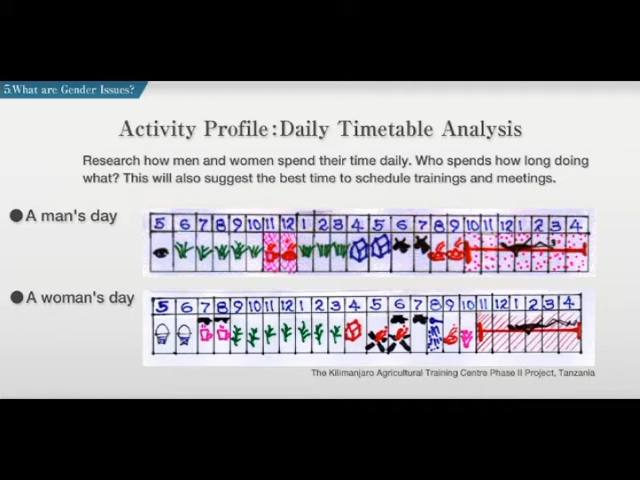 5.What are Gender Issues?
Activity Profile:Daily Timetable Analysis
Research how men and women spend their time daily. Who spends how long doing
what? This will also suggest the best time to schedule trainings and meetings.
●A man's day
5 6 7 8 9 10 11 12 1 2 3 4 5 6 7 8 9 10 11 12 1 2 3 4
●A woman's day
5 6 7 8 9 10 11 12 1 2 3 4 5 6 7 8 9 10 11 12 1 2 3 4
The Kilimanjaro Agricultural Training Centre Phase II Project, Tanzania